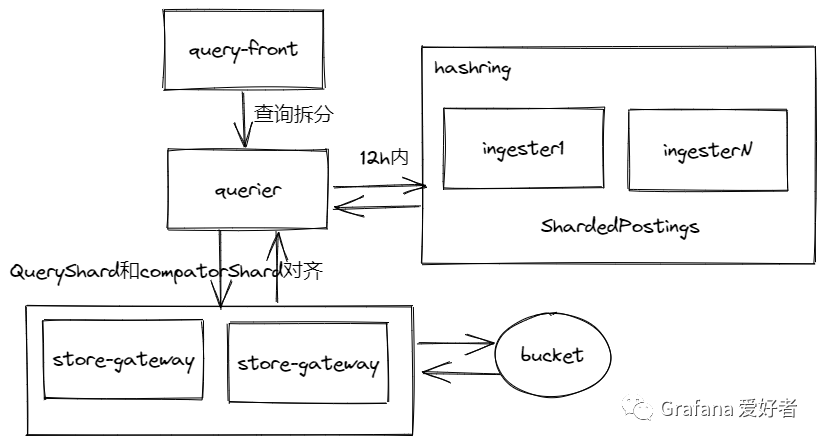 query-front
hashring
查询拆分
ingester1
ingesterN
12h内
querier
ShardedPostings
QueryShard和compatorShard对齐
store-gateway
store-gateway
bucket
Grafana 爱好者